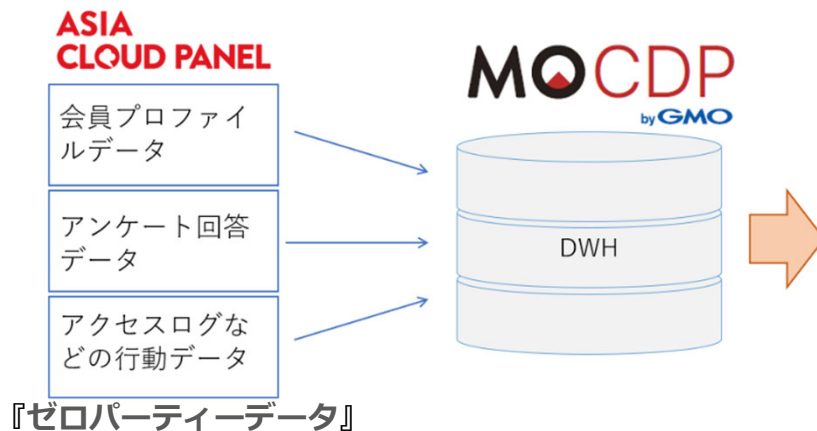 ASIA
CLOUD PANEL
会員プロファイ
ルデータ
アンケート回答
データ
アクセスログな
どの行動データ
『ゼロパーティーデータ』
MOCDP
by GMO
DWH